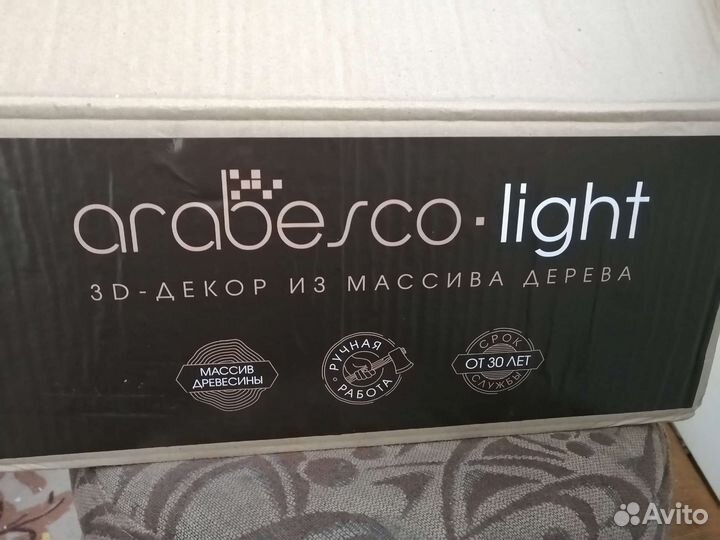 arabesco·light
3D-ДЕКОР ИЗ МАССИВА ДЕРЕВА
МАССИВ
ДРЕВЕСИНЫ
РУЧНАЯ
РАБОТА
СРОК
ОТ 30 ЛЕТ
СЛУЖБЫ
Avito